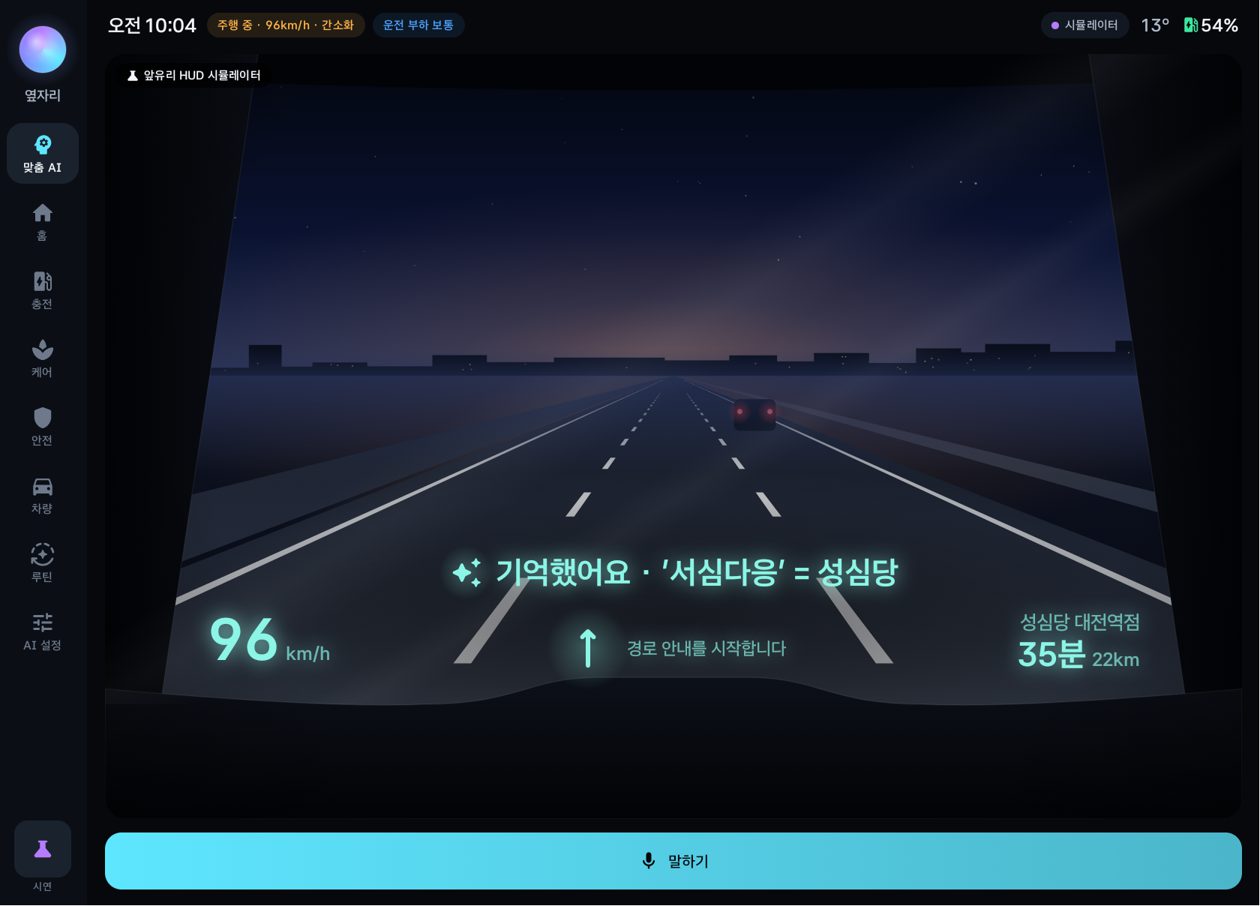 오전 10:04
주행 중 · 96km/h · 간소화
운전 부하 보통
시뮬레이터
13°
54%
옆자리
맞춤 AI
홈
충전
케어
안전
차량
루틴
AI 설정
시연
앞유리 HUD 시뮬레이터
기억했어요 · '서심다응' = 성심당
96 km/h
경로 안내를 시작합니다
성심당 대전역점
35분 22km
말하기